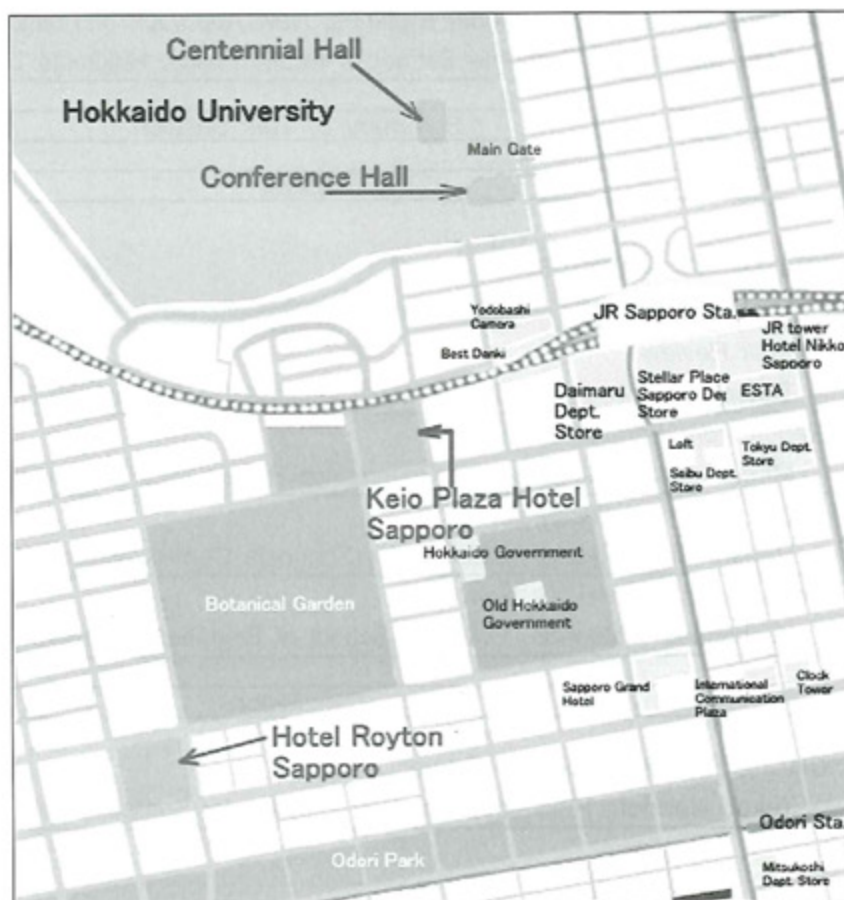 Centennial Hall
Hokkaido University
Main Gate
Conference Hall
Yodobashi
Camera
JR Sapporo Sta.
JR tower
Hotel Nikko
Sapporo
Best Denki
Daimaru
Dept.
Store
Stellar Place
Sapporo Dep
Store
ESTA
Loft
Tokyu Dept.
Store
Seibu Dept.
Store
Keio Plaza Hotel
Sapporo
Hokkaido Government
Botanical Garden
Old Hokkaido
Government
Sapporo Grand
Hotel
International
Communication
Plaza
Clock
Tower
Hotel Royton
Sapporo
Odori Sta.
Odori Park
Mitsukoshi
Dept. Store